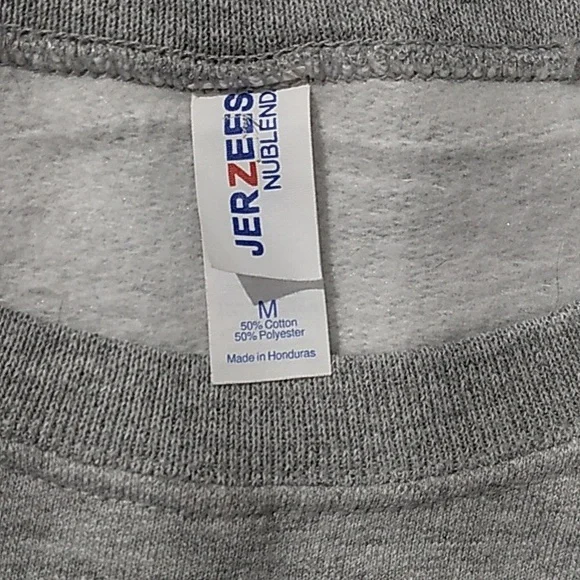 JERZEES
NUBLEND
M
50% Cotton
50% Polyester
Made in Honduras